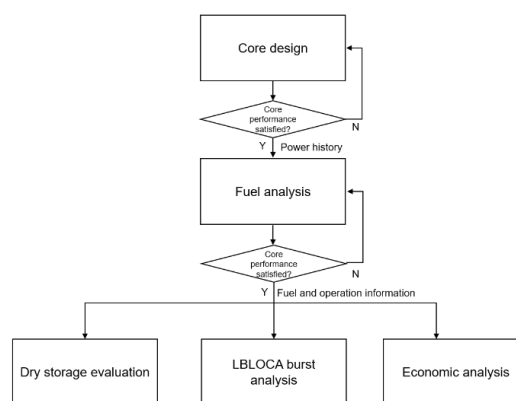 Core design
Core
performance
satisfied?
N
Y
Power history
Fuel analysis
Core
performance
satisfied?
N
Y
Fuel and operation information
Dry storage evaluation
LBLOCA burst
analysis
Economic analysis